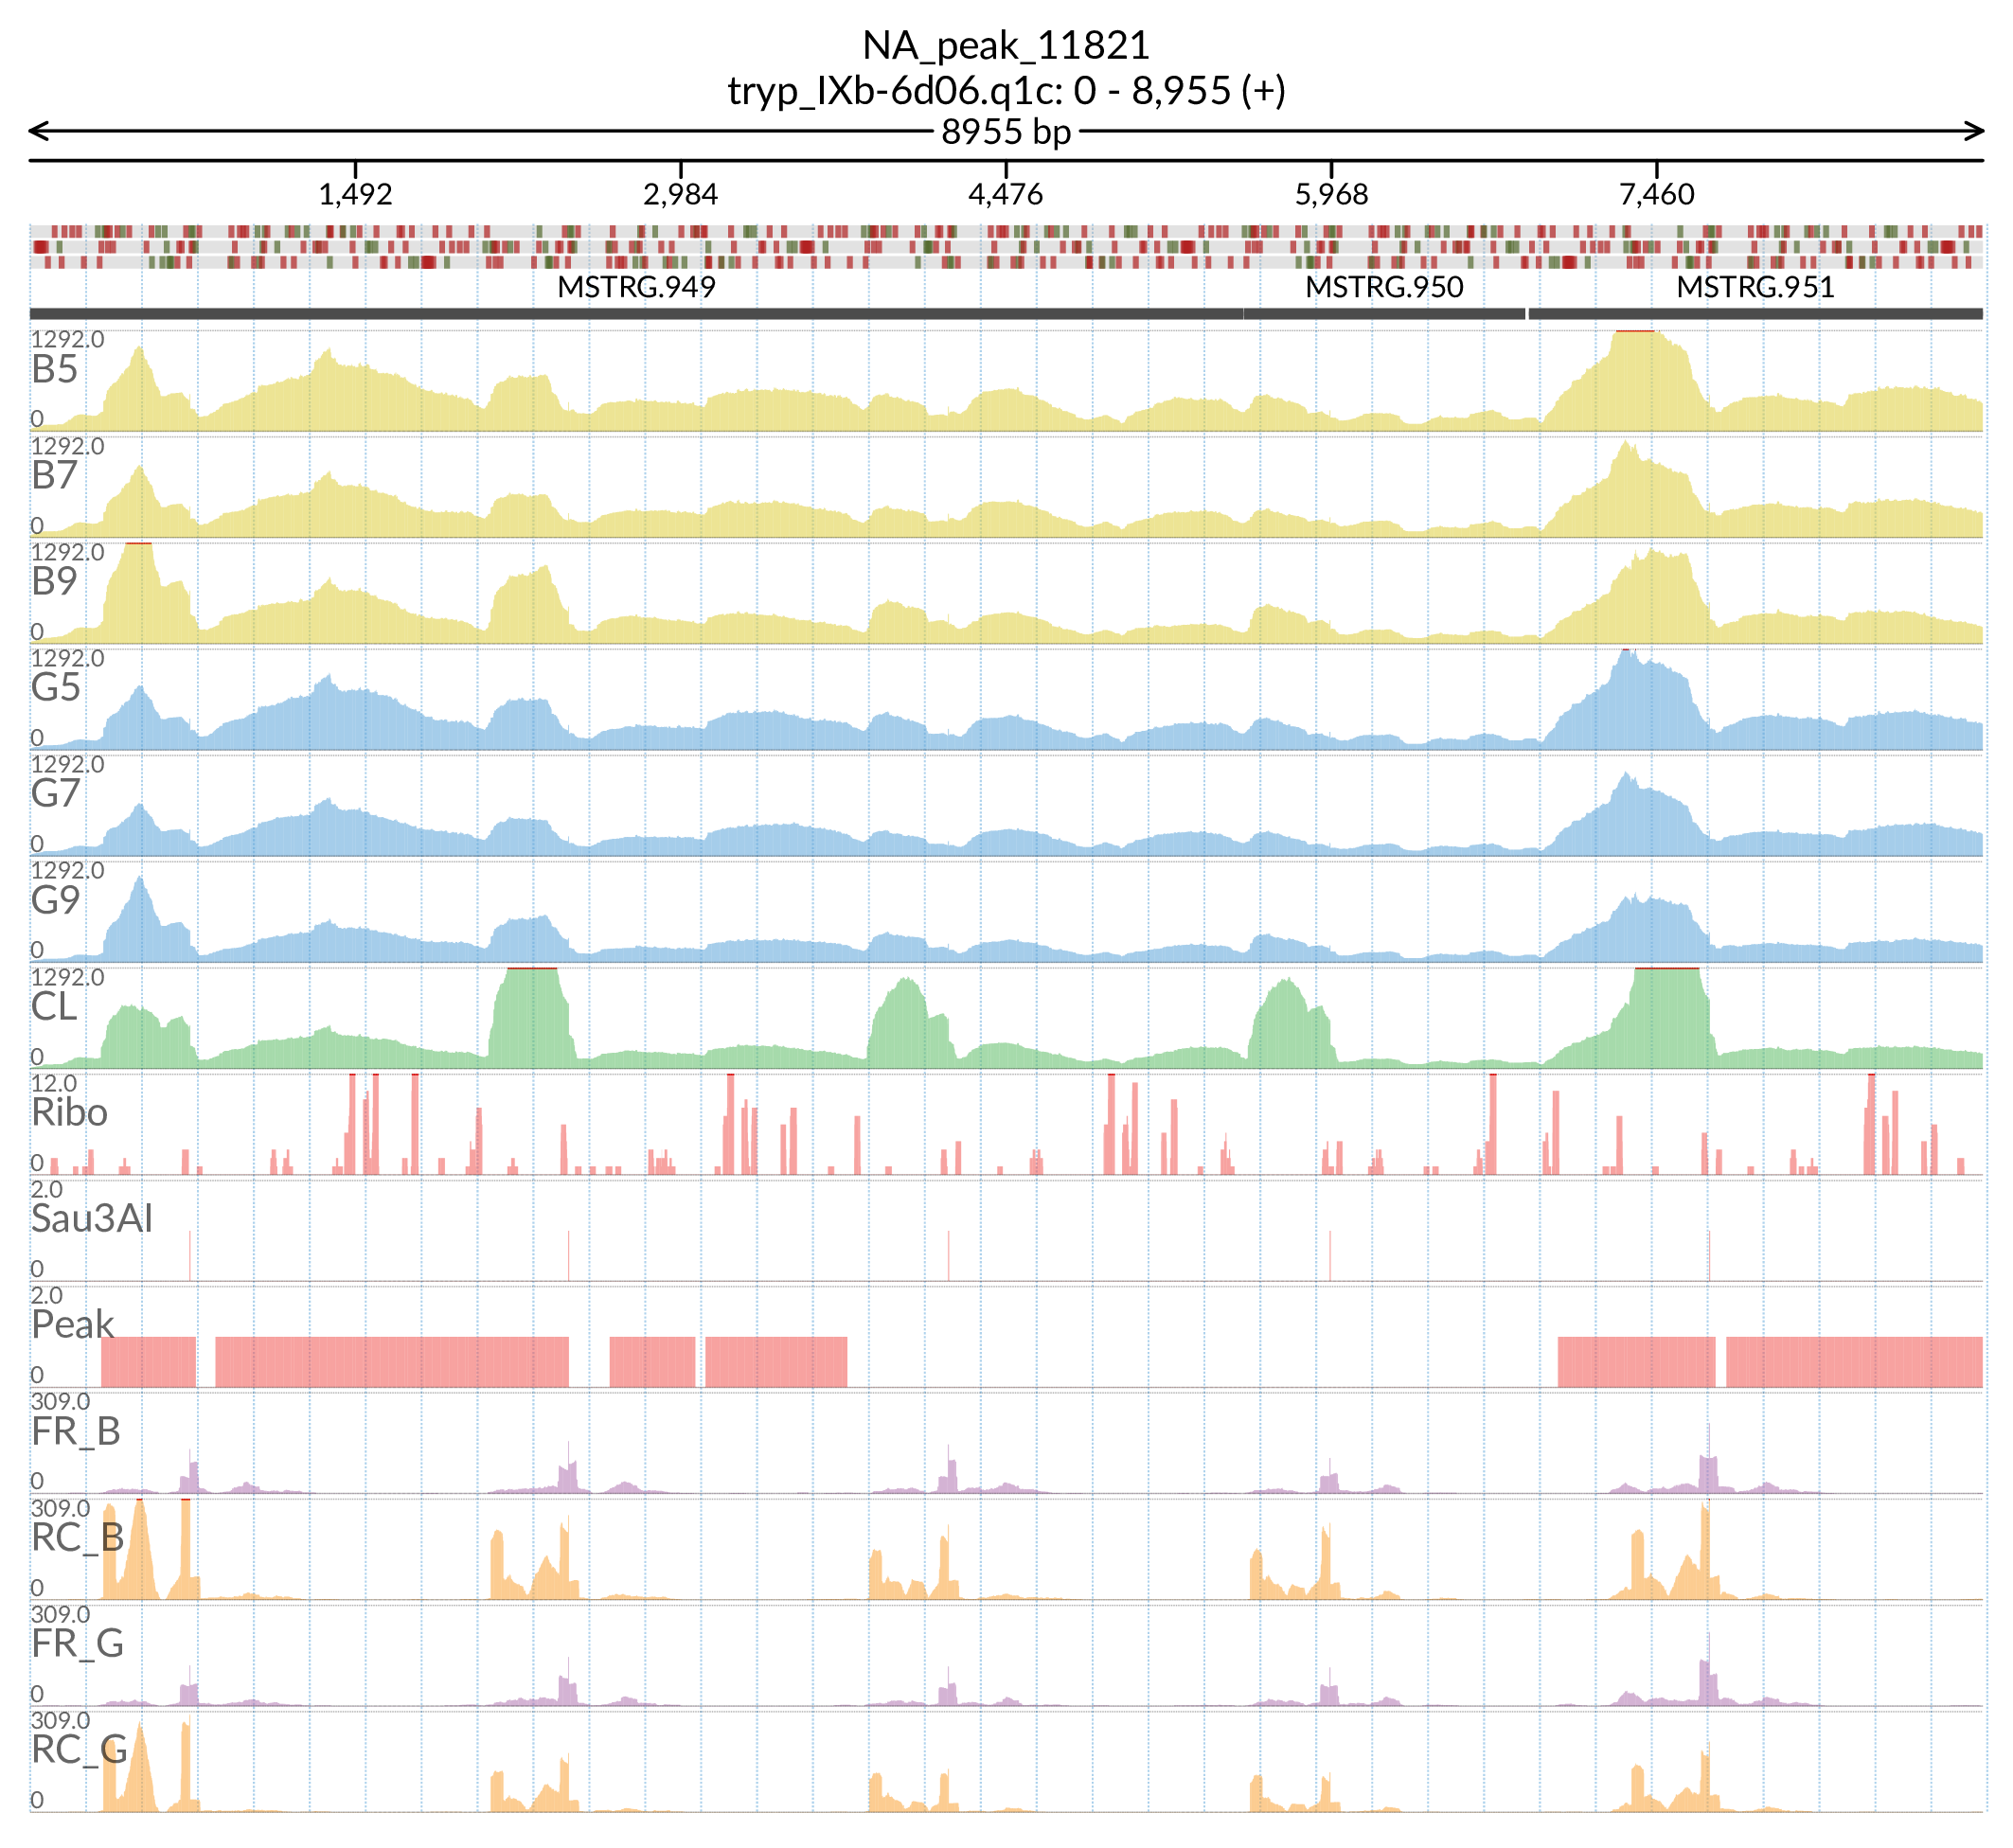 NA_peak_11821
tryp_IXb-6d06.q1c: 0 - 8,955 (+)
8955 bp
1,492 2,984 4,476 5,968 7,460
MSTRG.949 MSTRG.950 MSTRG.951
1292.0
B5
0
1292.0
B7
0
1292.0
B9
0
1292.0
G5
0
1292.0
G7
0
1292.0
G9
0
1292.0
CL
0
12.0
Ribo
0
2.0
Sau3AI
0
2.0
Peak
0
309.0
FR_B
0
309.0
RC_B
0
309.0
FR_G
0
309.0
RC_G
0